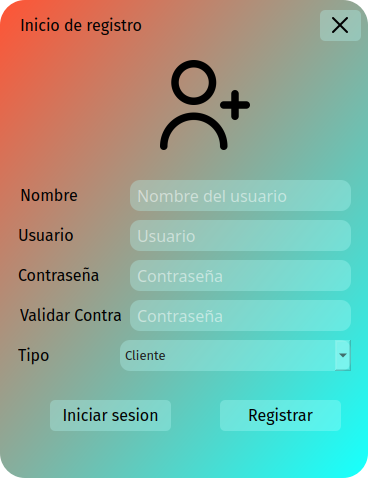 Inicio de registro
Nombre Nombre del usuario
Usuario Usuario
Contraseña Contraseña
Validar Contra Contraseña
Tipo Cliente
Iniciar sesion Registrar